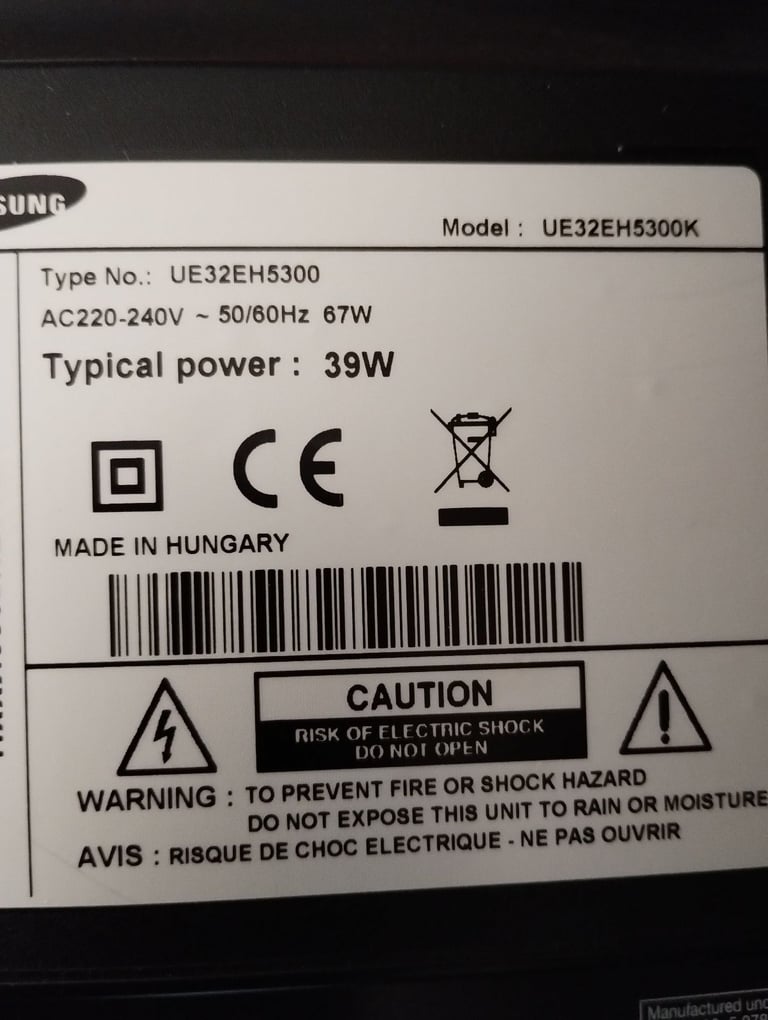 SUNG
Model : UE32EH5300K
Type No.: UE32EH5300
AC220-240V ~ 50/60Hz 67W
Typical power : 39W
CE
MADE IN HUNGARY
CAUTION
RISK OF ELECTRIC SHOCK
DO NOT OPEN
WARNING : TO PREVENT FIRE OR SHOCK HAZARD
DO NOT EXPOSE THIS UNIT TO RAIN OR MOISTURE
AVIS : RISQUE DE CHOC ELECTRIQUE - NE PAS OUVRIR
Manufactured und